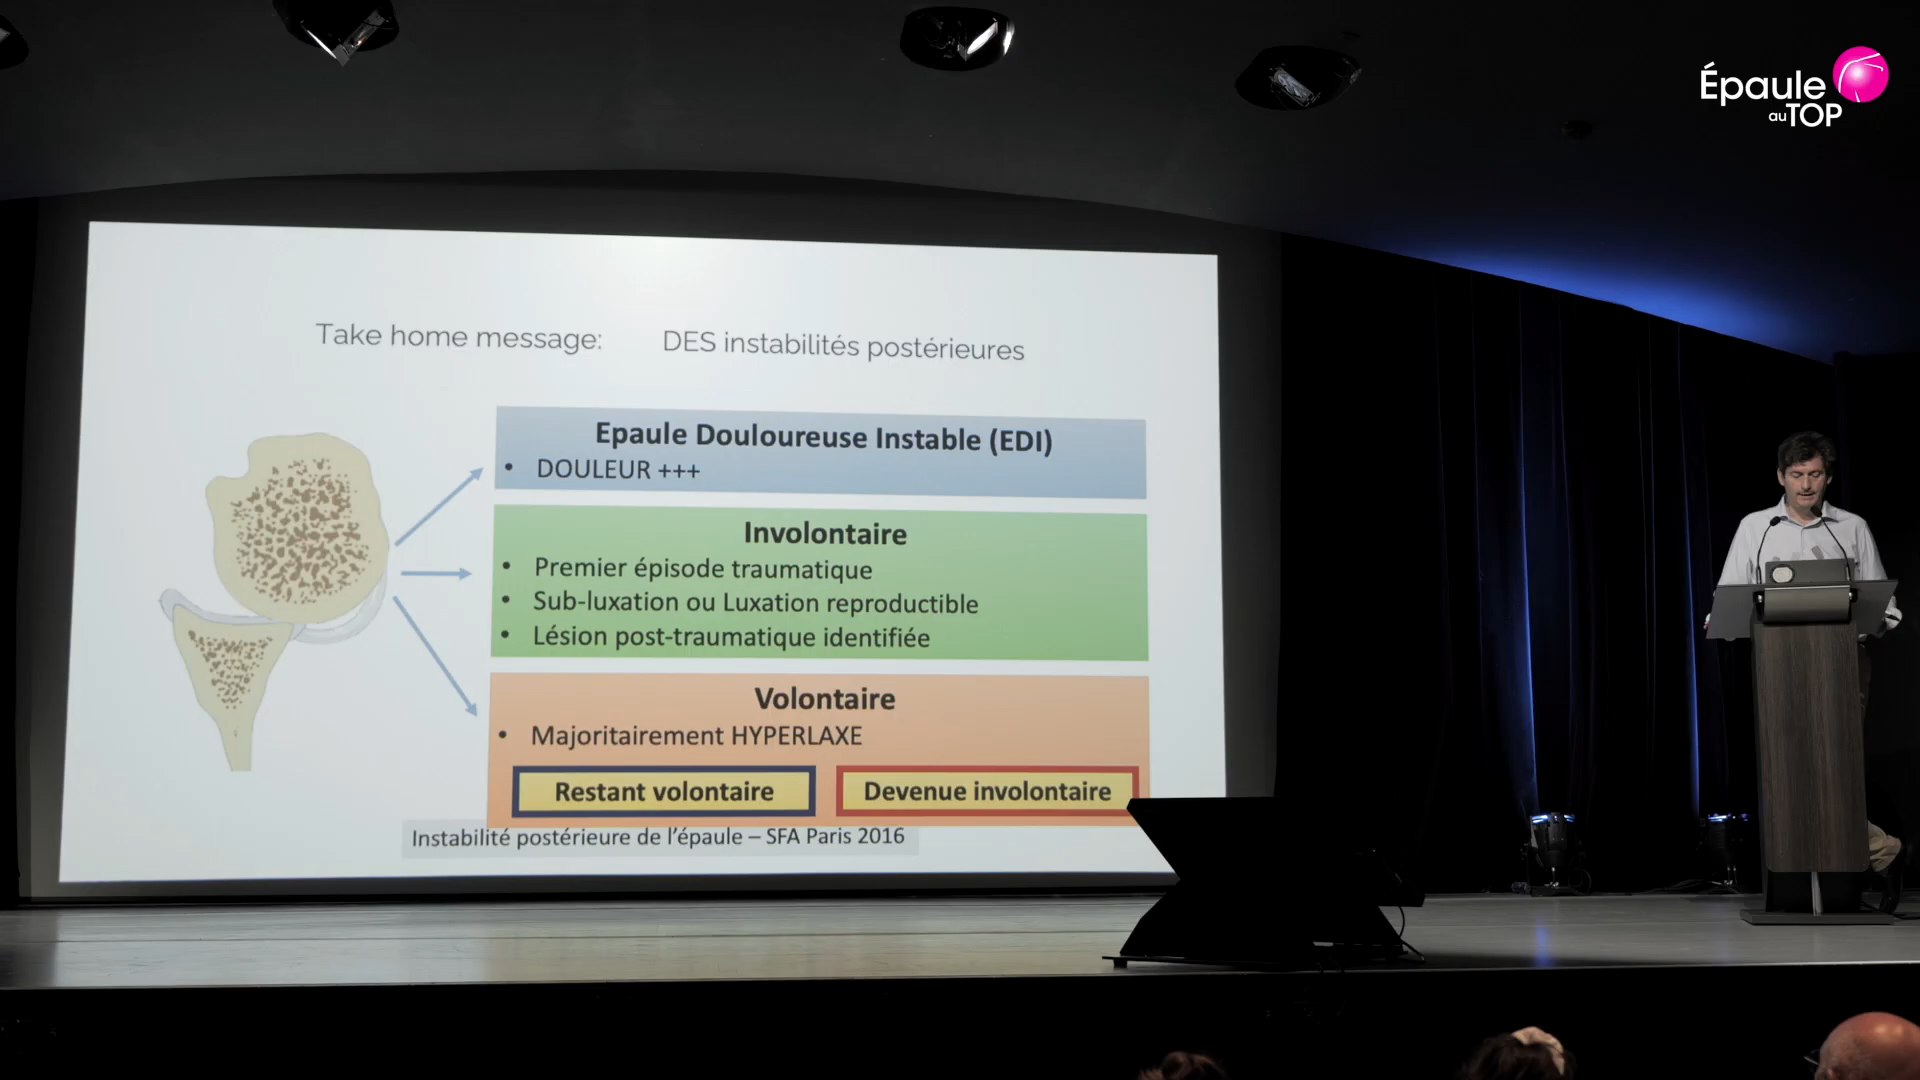 Épaule
au TOP
Take home message: DES instabilités postérieures
Epaule Douloureuse Instable (EDI)
• DOULEUR +++
Involontaire
• Premier épisode traumatique
• Sub-luxation ou Luxation reproductible
• Lésion post-traumatique identifiée
Volontaire
• Majoritairement HYPERLAXE
Restant volontaire
Devenue involontaire
Instabilité postérieure de l'épaule – SFA Paris 2016